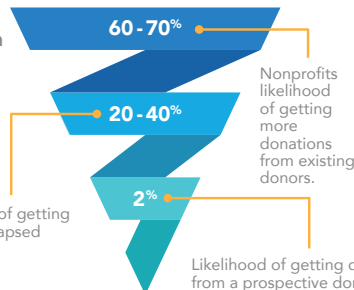 60-70%
Nonprofits
likelihood
of getting
more
donations
from existing
donors.
20-40%
of getting
apsed
2%
Likelihood of getting
from a prospective